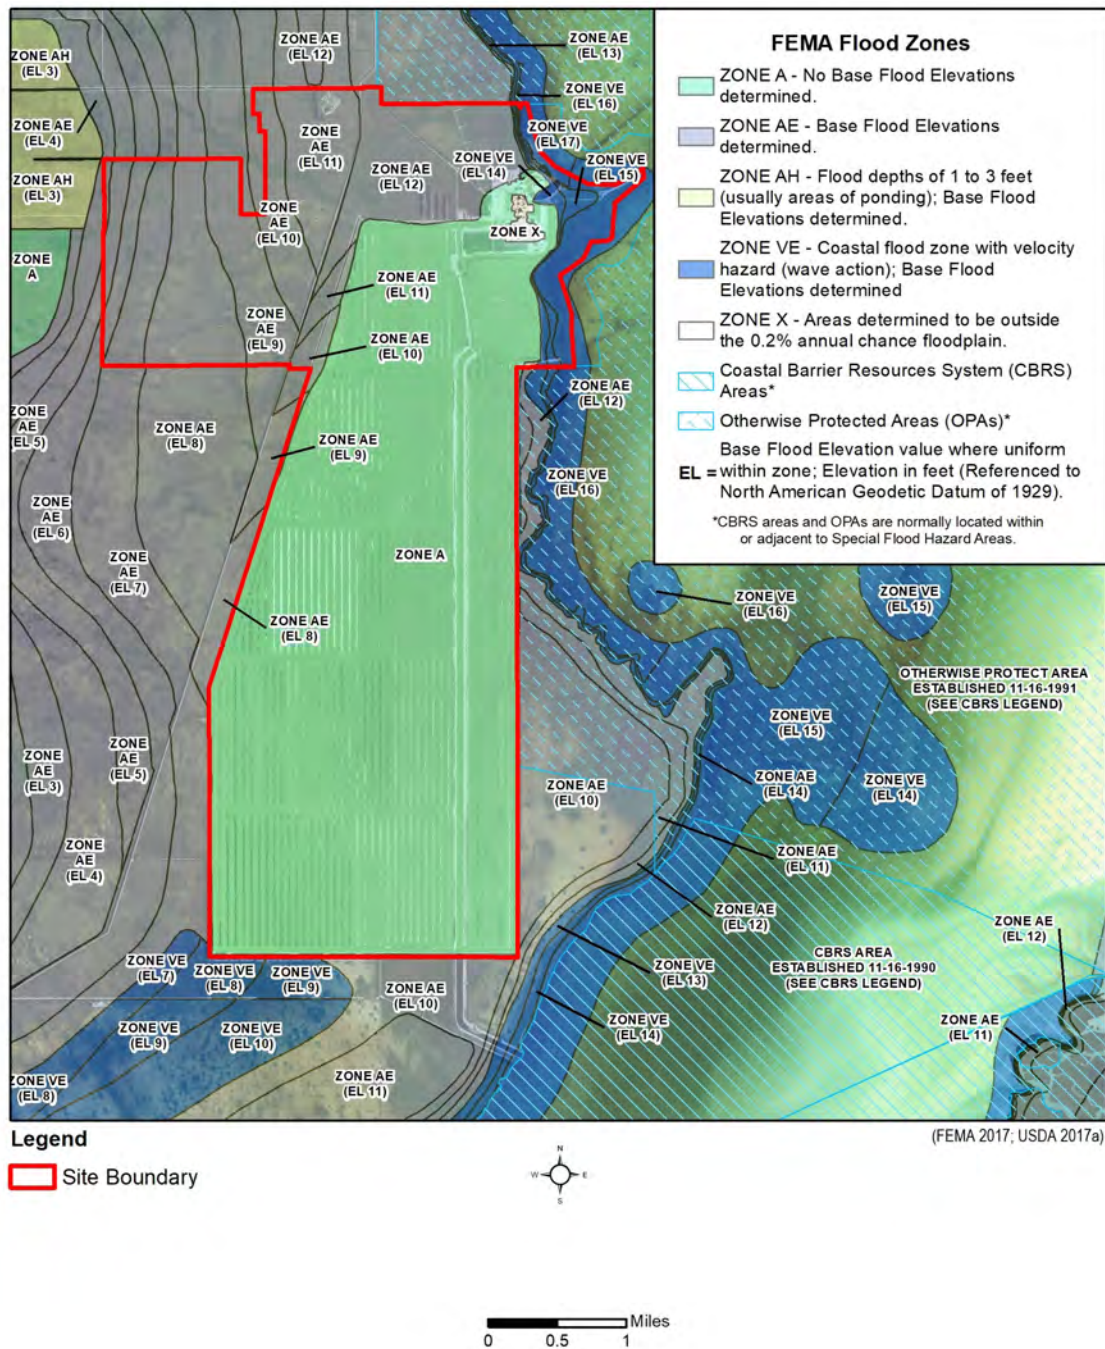 FEMA Flood Zones
ZONE A - No Base Flood Elevations
determined.
ZONE AE - Base Flood Elevations
determined.
ZONE AH - Flood depths of 1 to 3 feet
(usually areas of ponding); Base Flood
Elevations determined.
ZONE VE - Coastal flood zone with velocity
hazard (wave action); Base Flood
Elevations determined
ZONE X - Areas determined to be outside
the 0.2% annual chance floodplain.
Coastal Barrier Resources System (CBRS)
Areas*
Otherwise Protected Areas (OPAs)*
Base Flood Elevation value where uniform
EL = within zone; Elevation in feet (Referenced to
North American Geodetic Datum of 1929).
*CBRS areas and OPAs are normally located within
or adjacent to Special Flood Hazard Areas.
ZONE AH
(EL 3)
ZONE AE
(EL 4)
ZONE AH
(EL 3)
ZONE
A
ZONE AE
(EL 12)
ZONE AE
(EL 13)
ZONE VE
(EL 16)
ZONE VE
(EL 17)
ZONE
AE
(EL 11)
ZONE AE
(EL 12)
ZONE VE
(EL 14)
ZONE VE
(EL 15)
ZONE
AE
(EL 10)
ZONE X
ZONE AE
(EL 11)
ZONE
AE
(EL 9)
ZONE AE
(EL 10)
ZONE
AE
(EL 5)
ZONE AE
(EL 8)
ZONE AE
(EL 9)
ZONE AE
(EL 12)
ZONE VE
(EL 16)
ZONE
AE
(EL 6)
ZONE
AE
(EL 7)
ZONE A
ZONE AE
(EL 8)
ZONE VE
(EL 16)
ZONE VE
(EL 15)
OTHERWISE PROTECT AREA
ESTABLISHED 11-16-1991
(SEE CBRS LEGEND)
ZONE VE
(EL 15)
ZONE
AE
(EL 3)
ZONE
AE
(EL 5)
ZONE AE
(EL 10)
ZONE AE
(EL 14)
ZONE VE
(EL 14)
ZONE
AE
(EL 4)
ZONE AE
(EL 11)
ZONE AE
(EL 12)
ZONE AE
(EL 12)
CBRS AREA
ESTABLISHED 11-16-1990
(SEE CBRS LEGEND)
ZONE VE
(EL 7)
ZONE VE
(EL 8)
ZONE VE
(EL 9)
ZONE AE
(EL 10)
ZONE VE
(EL 13)
ZONE VE
(EL 9)
ZONE VE
(EL 10)
ZONE VE
(EL 14)
ZONE AE
(EL 11)
ZONE VE
(EL 8)
ZONE AE
(EL 11)
Legend
Site Boundary
(FEMA 2017; USDA 2017a)
N
W
E
S
Miles
0 0.5 1